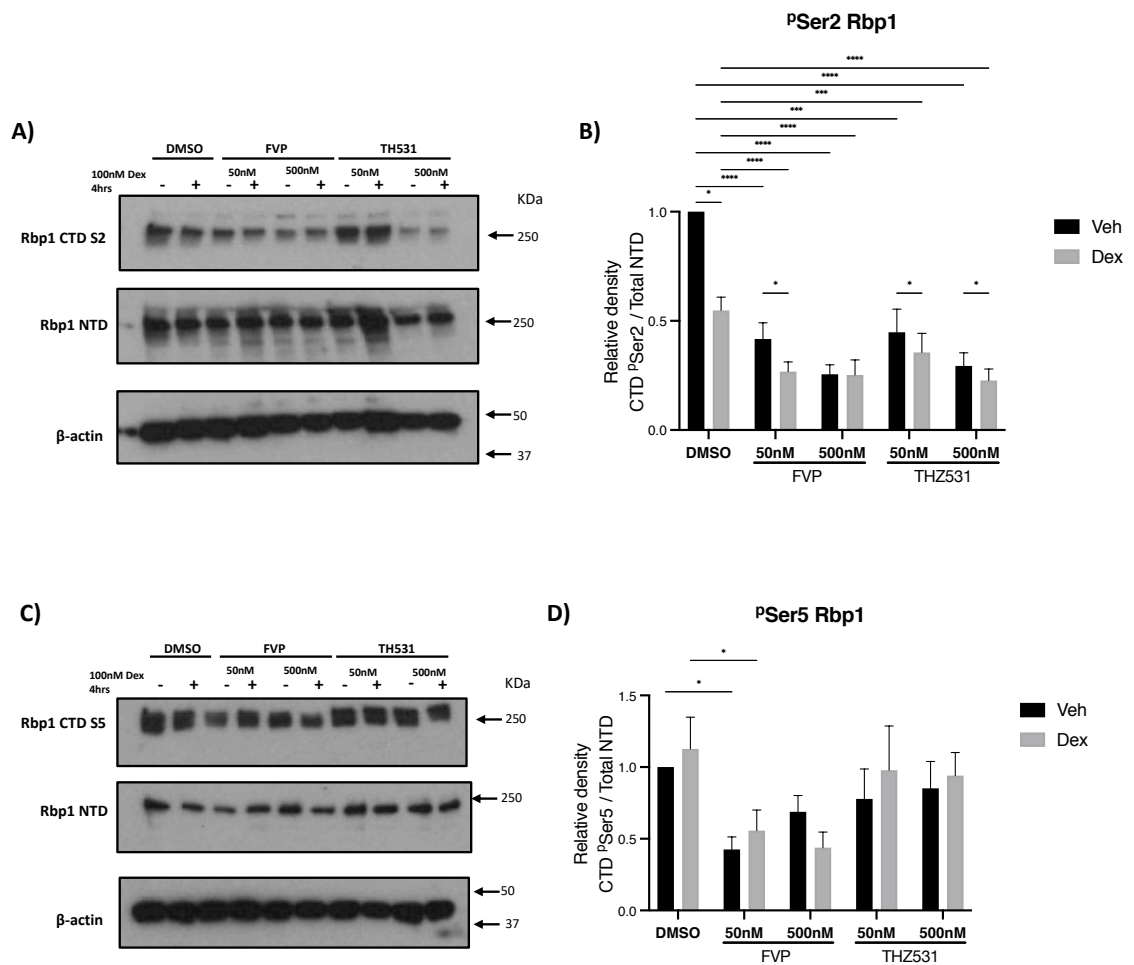 A)
DMSO FVP TH531
100nM Dex 50nM 500nM 50nM 500nM
4hrs - + - + - + - + - +
KDa
Rbp1 CTD S2
250
Rbp1 NTD
250
β-actin
50
37
B)
pSer2 Rbp1
****
****
***
***
****
****
****
****
*
* * *
Relative density
CTD pSer2 / Total NTD
1.0
0.5
0.0
DMSO 50nM 500nM 50nM 500nM
FVP THZ531
Veh
Dex
C)
DMSO FVP TH531
100nM Dex 50nM 500nM 50nM 500nM
4hrs - + - + - + - + - +
KDa
Rbp1 CTD S5
250
Rbp1 NTD
250
β-actin
50
37
D)
pSer5 Rbp1
*
*
Relative density
CTD pSer5 / Total NTD
1.5
1.0
0.5
0.0
DMSO 50nM 500nM 50nM 500nM
FVP THZ531
Veh
Dex